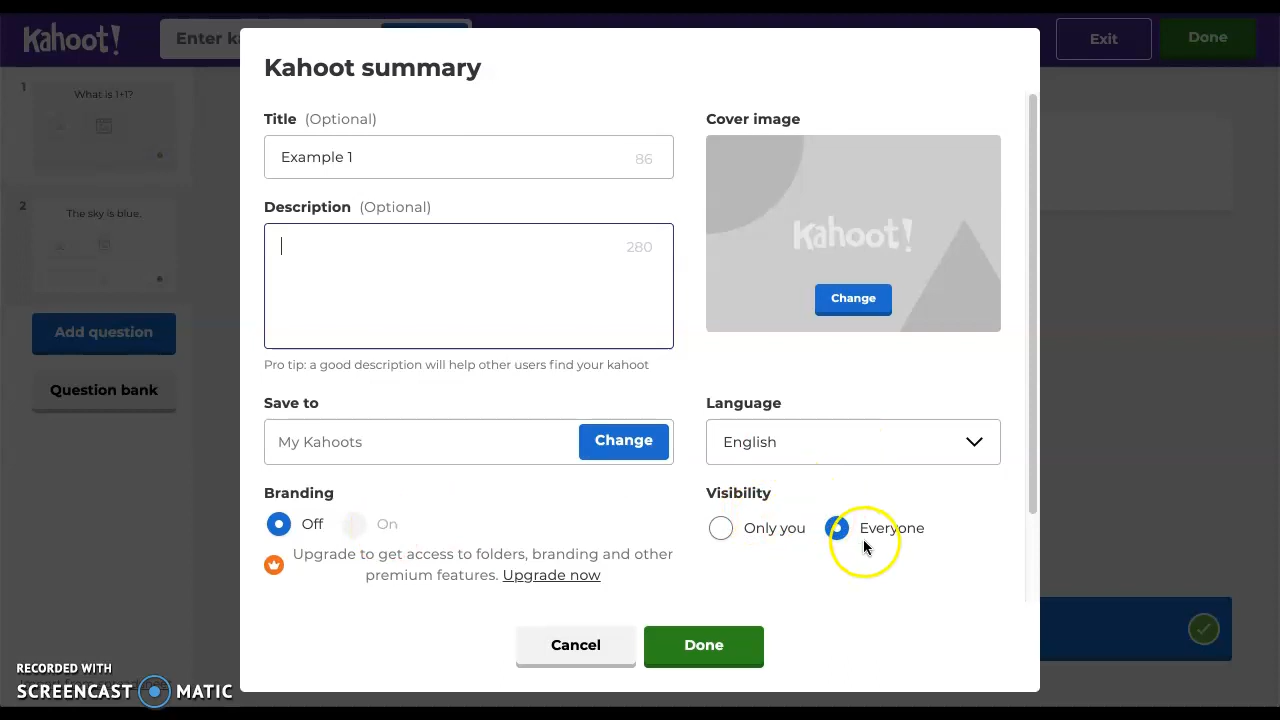 Kahoot!
Enter ka
Exit
Done
Kahoot summary
Title (Optional)
Example 1
86
Description (Optional)
280
Pro tip: a good description will help other users find your kahoot
Cover image
Kahoot!
Change
Save to
My Kahoots
Change
Language
English
Branding
Off
On
Upgrade to get access to folders, branding and other
premium features. Upgrade now
Visibility
Only you
Everyone
Cancel
Done
1
What is 1+1?
2
The sky is blue.
Add question
Question bank
RECORDED WITH
SCREENCAST MATIC